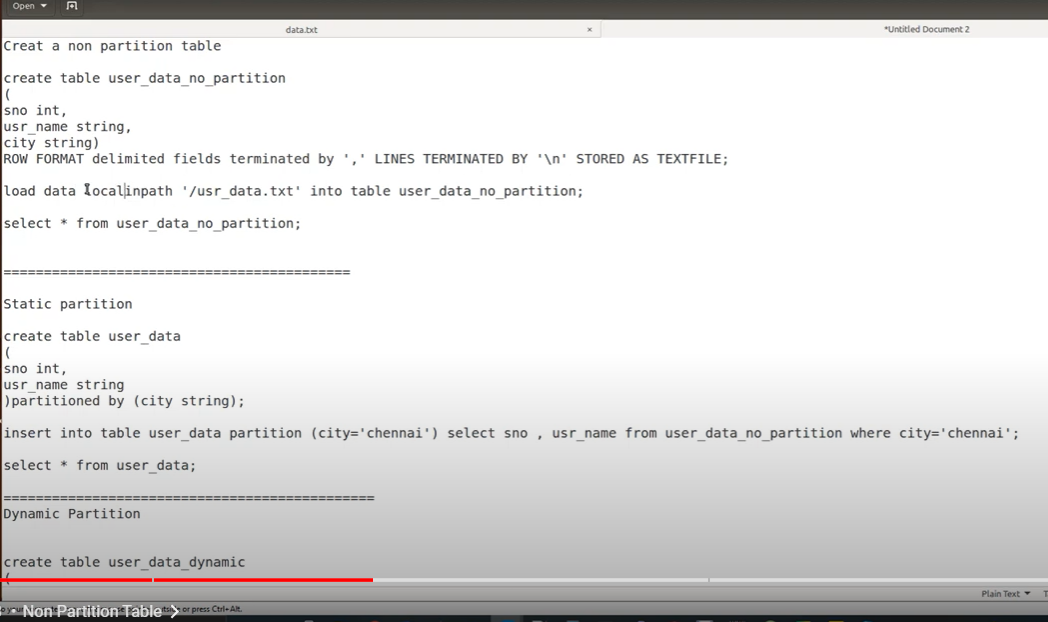 Open
data.txt × *Untitled Document 2
Creat a non partition table
create table user_data_no_partition
(
sno int,
usr_name string,
city string)
ROW FORMAT delimited fields terminated by ',' LINES TERMINATED BY '\n' STORED AS TEXTFILE;
load data localinpath '/usr_data.txt' into table user_data_no_partition;
select * from user_data_no_partition;
===========================================
Static partition
create table user_data
(
sno int,
usr_name string
)partitioned by (city string);
insert into table user_data partition (city='chennai') select sno , usr_name from user_data_no_partition where city='chennai';
select * from user_data;
==============================================
Dynamic Partition
create table user_data_dynamic
(
Plain Text
Non Partition Table
or press Ctrl+Alt.